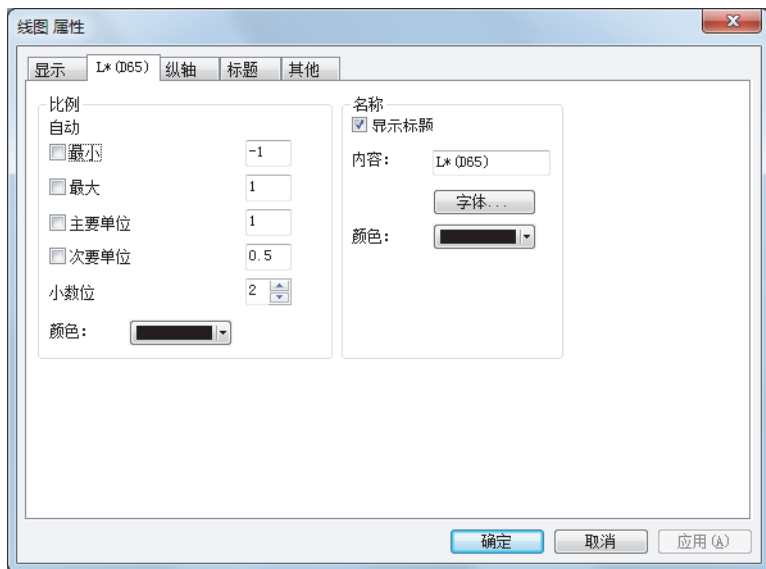 线图 属性
显示 L*(D65) 纵轴 标题 其他
比例
自动
最小 -1
最大 1
主要单位 1
次要单位 0.5
小数位 2
颜色:
名称
显示标题
内容: L*(D65)
字体...
颜色:
确定 取消 应用(A)